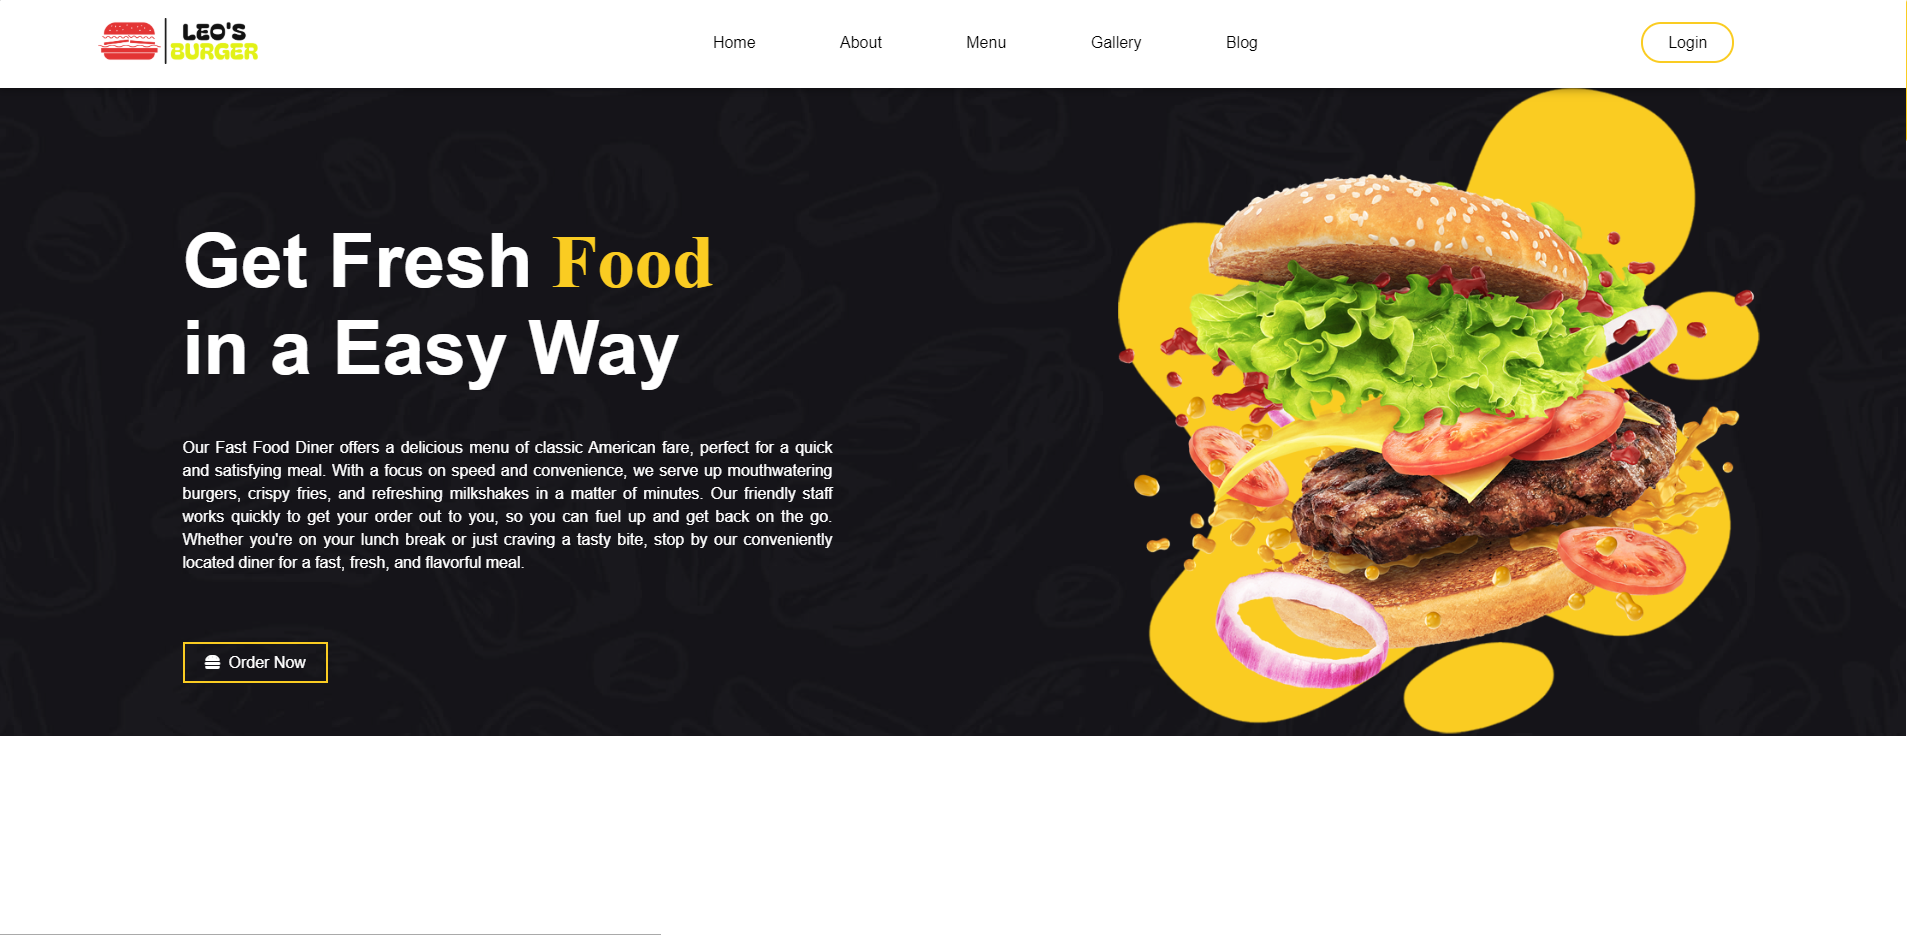 LEO'S
BURGER
Home
About
Menu
Gallery
Blog
Login
Get Fresh Food
in a Easy Way
Our Fast Food Diner offers a delicious menu of classic American fare, perfect for a quick
and satisfying meal. With a focus on speed and convenience, we serve up mouthwatering
burgers, crispy fries, and refreshing milkshakes in a matter of minutes. Our friendly staff
works quickly to get your order out to you, so you can fuel up and get back on the go.
Whether you're on your lunch break or just craving a tasty bite, stop by our conveniently
located diner for a fast, fresh, and flavorful meal.
Order Now